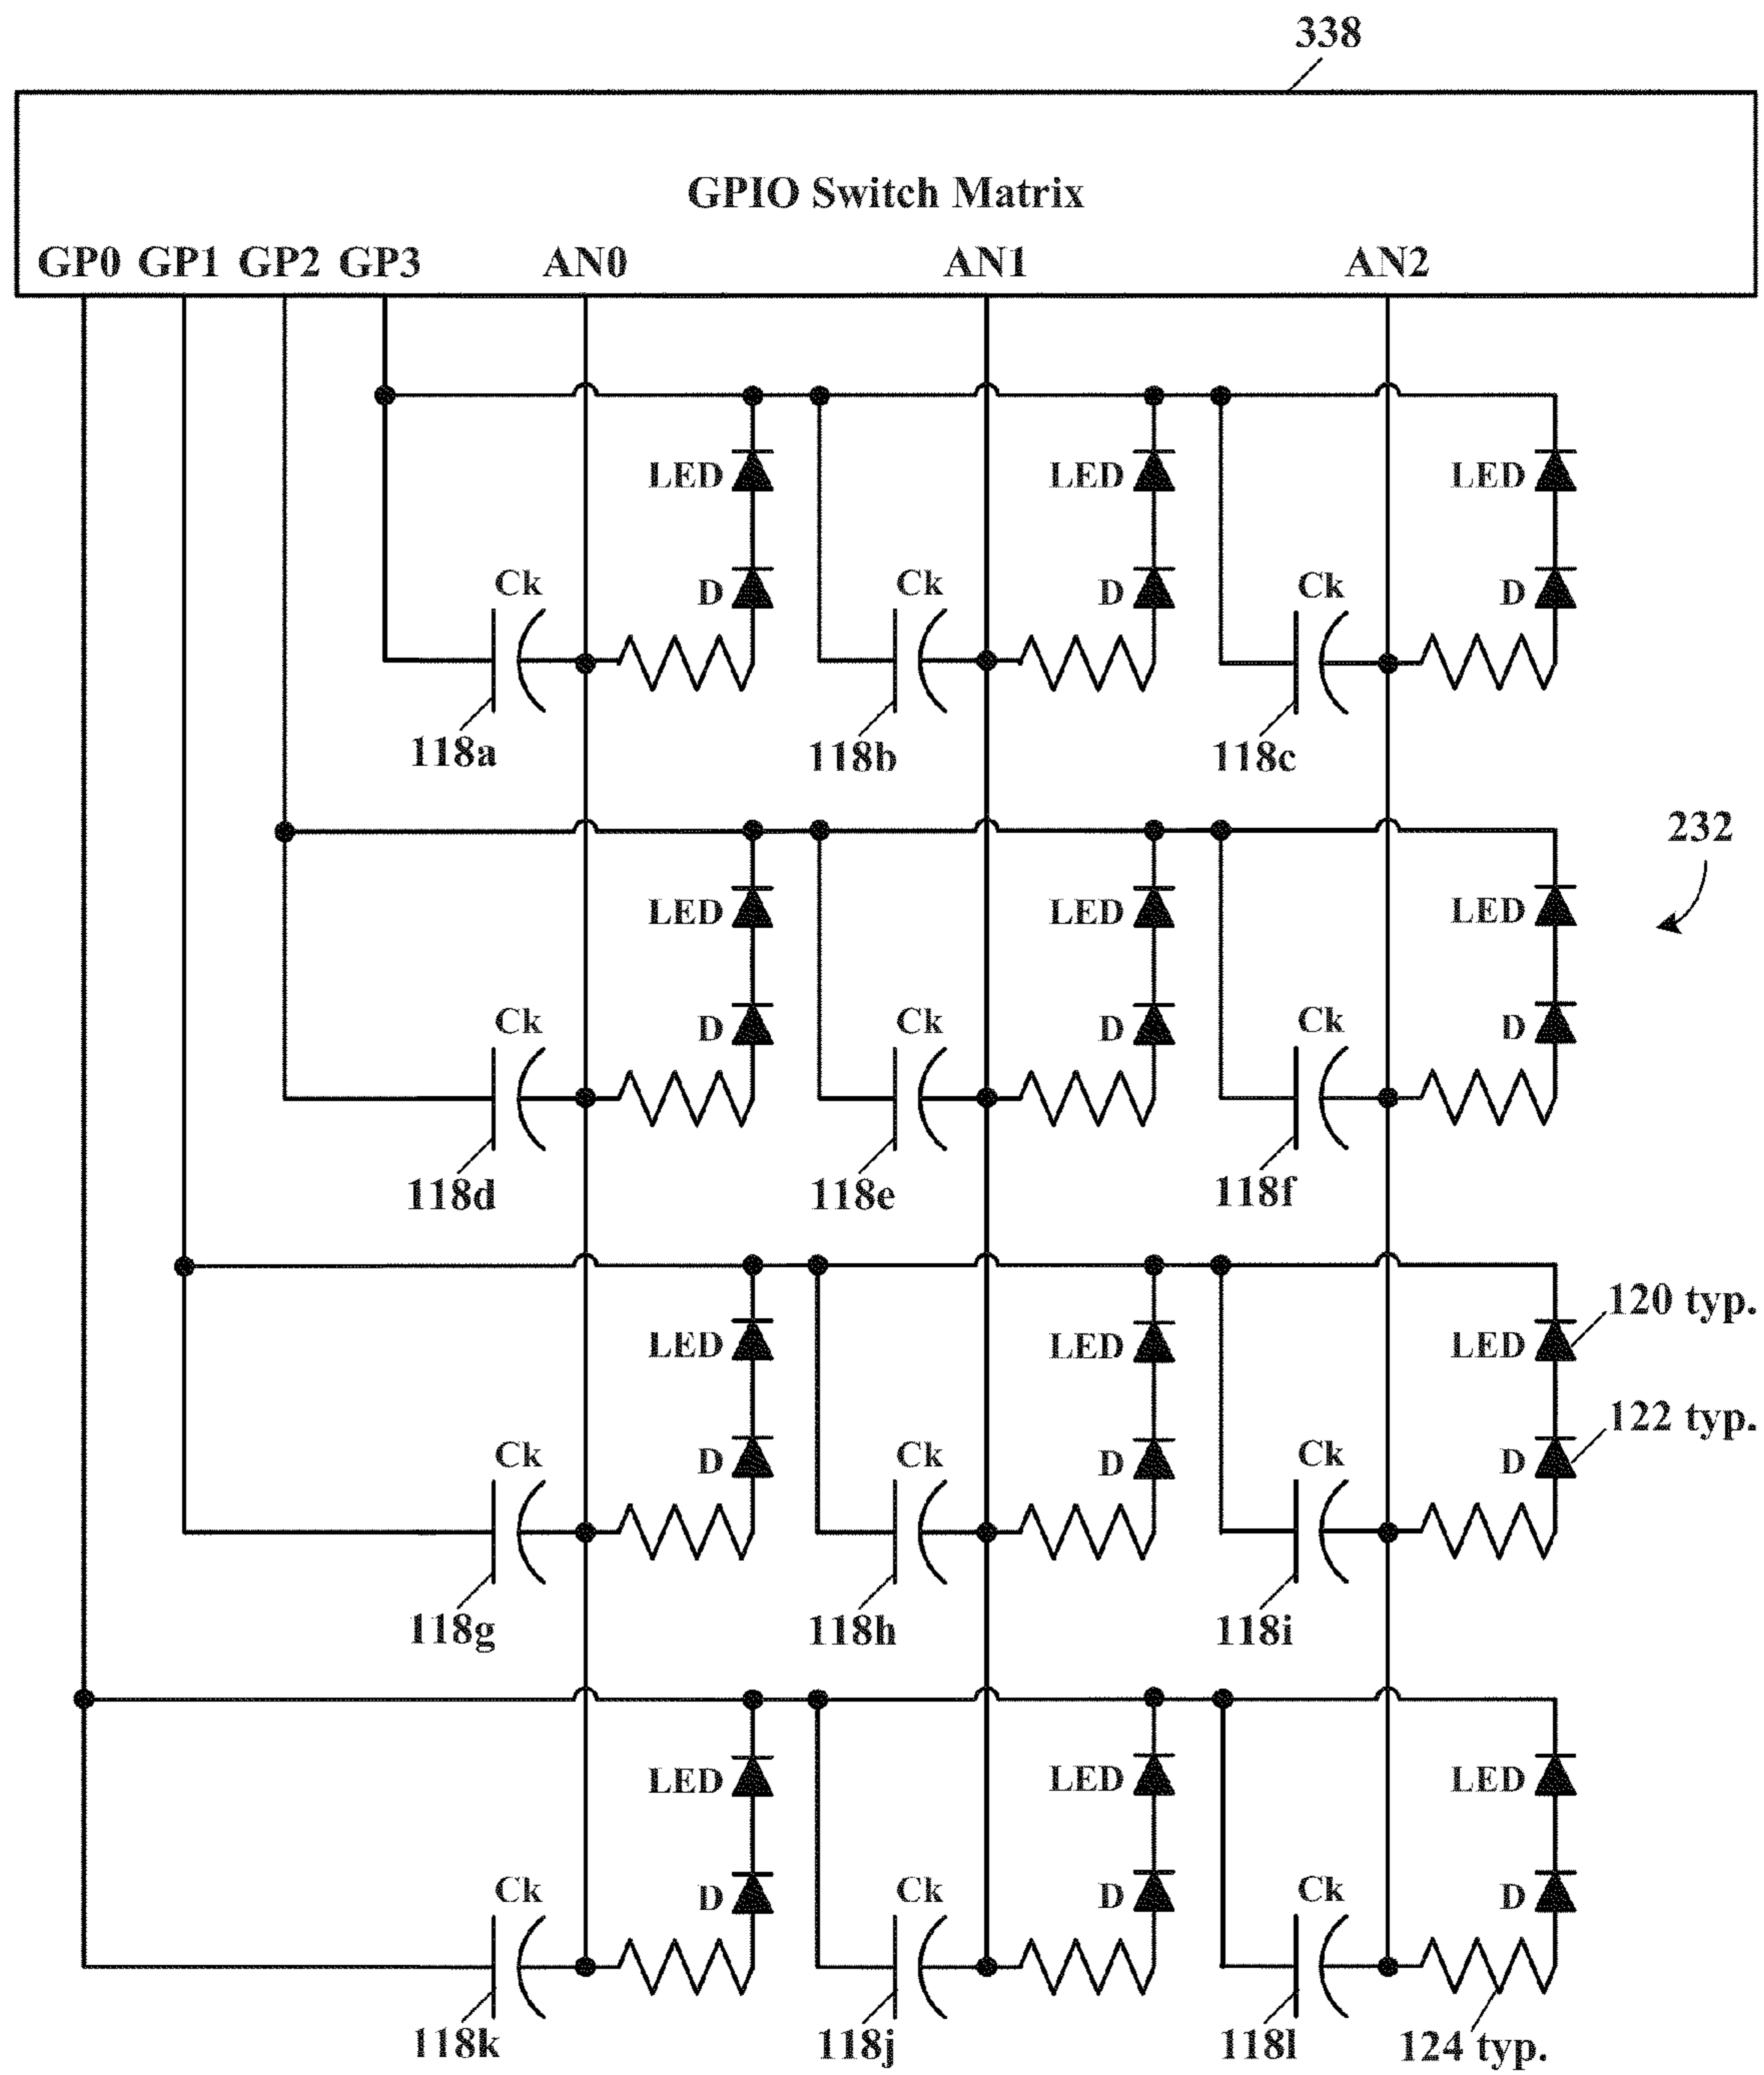 338
GPIO Switch Matrix
GP0 GP1 GP2 GP3 AN0 AN1 AN2
LED LED LED
Ck D Ck D Ck D
118a 118b 118c
232
LED LED LED
Ck D Ck D Ck D
118d 118e 118f
120 typ.
LED LED LED
122 typ.
Ck D Ck D Ck D
118g 118h 118i
LED LED LED
Ck D Ck D Ck D
118k 118j 118l 124 typ.